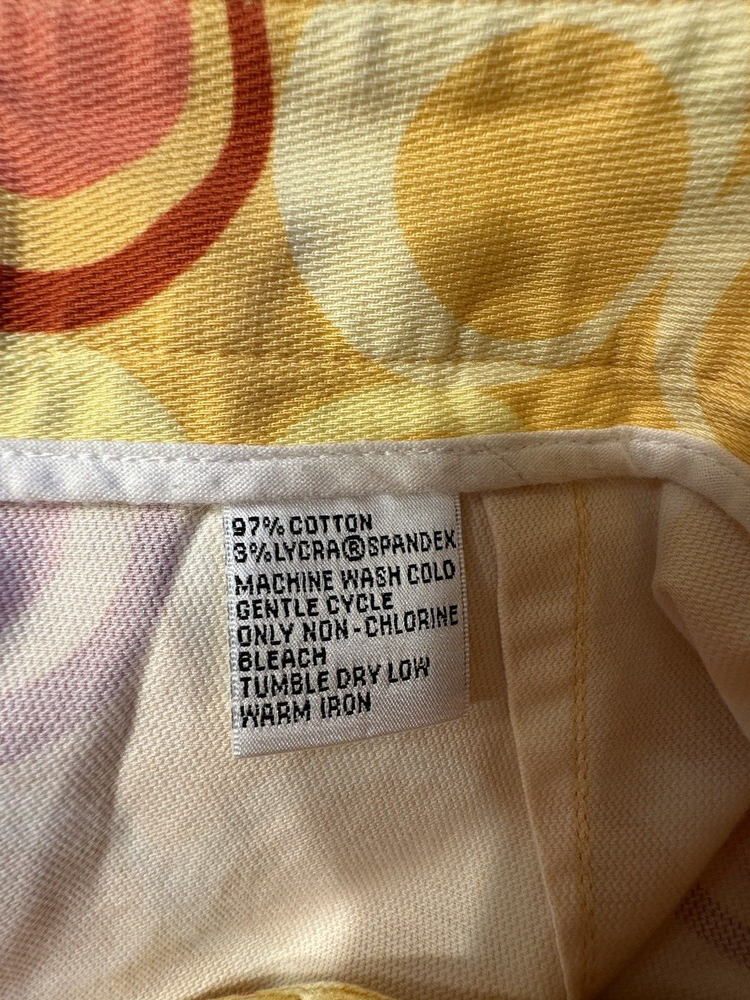 97% COTTON
3% LYCRA® SPANDEX
MACHINE WASH COLD
GENTLE CYCLE
ONLY NON-CHLORINE
BLEACH
TUMBLE DRY LOW
WARM IRON